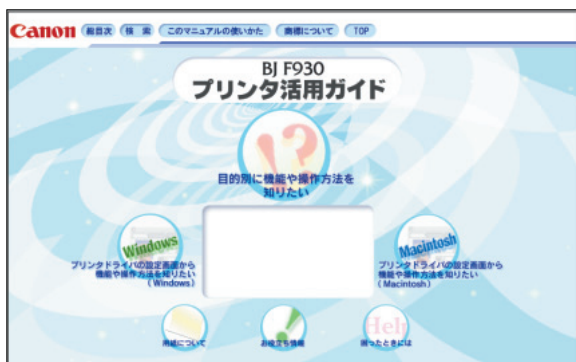 Canon 絵目次 検 索 このマニュアルの使いかた 商標について TOP
BJ F930
プリンタ活用ガイド
!?
目的別に機能や操作方法を
知りたい
Windows
プリンタドライバの設定画面から
機能や操作方法を知りたい
(Windows)
Macintosh
プリンタドライバの設定画面から
機能や操作方法を知りたい
(Macintosh)
用紙について
!
お役立ち情報
Help
困ったときには